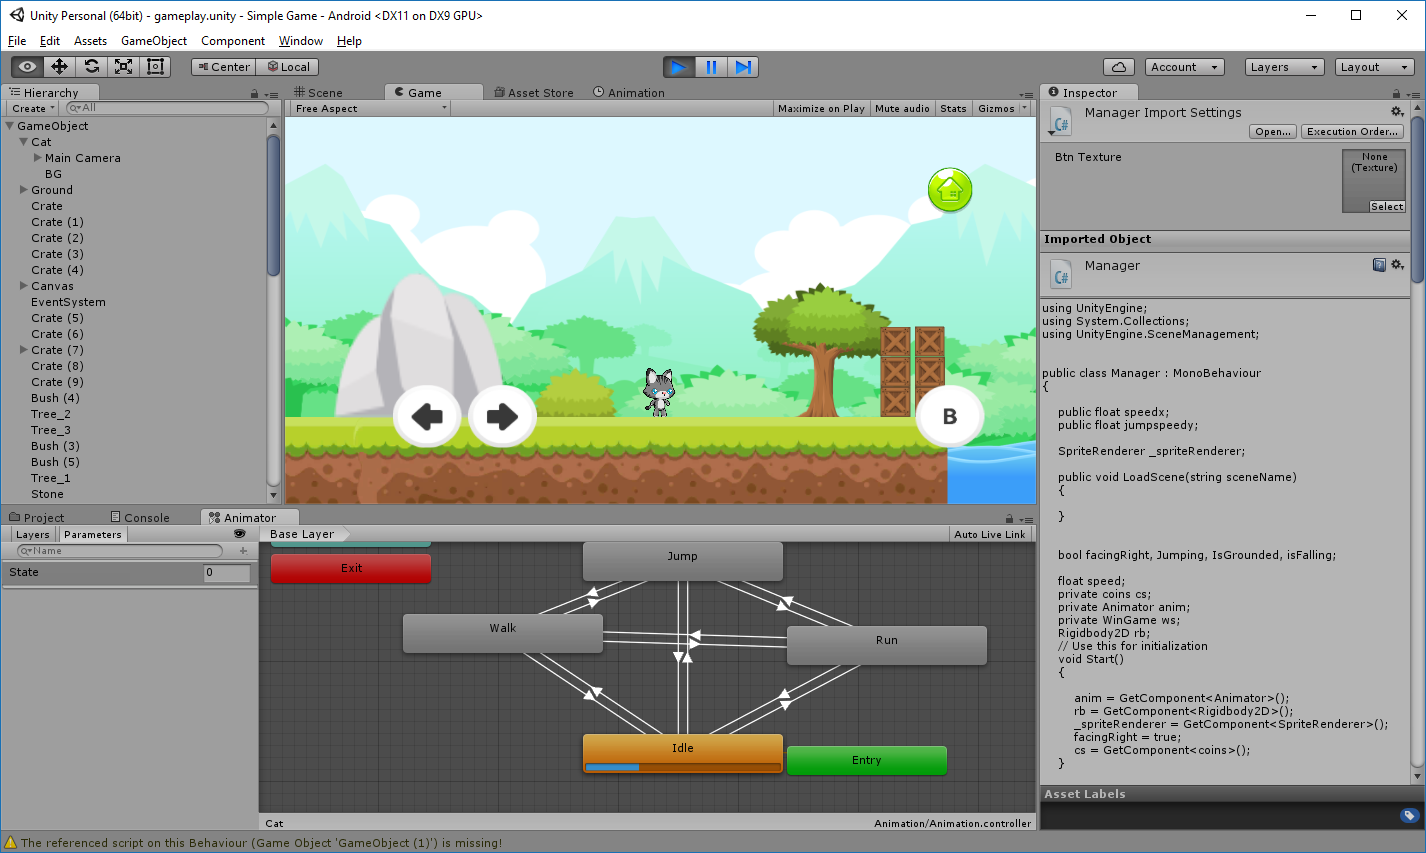 Unity Personal (64bit) - gameplay.unity - Simple Game - Android <DX11 on DX9 GPU>
File Edit Assets GameObject Component Window Help
Center Local Account Layers Layout
Hierarchy
Create All
GameObject
Cat
Main Camera
BG
Ground
Crate
Crate (1)
Crate (2)
Crate (3)
Crate (4)
Canvas
EventSystem
Crate (5)
Crate (6)
Crate (7)
Crate (8)
Crate (9)
Bush (4)
Tree_2
Tree_3
Bush (3)
Bush (5)
Tree_1
Stone
Scene Game Asset Store Animation
Free Aspect Maximize on Play Mute audio Stats Gizmos
B
Project Console Animator
Layers Parameters Base Layer Auto Live Link
Name
State 0
Exit
Jump
Walk
Run
Idle
Entry
Cat Animation/Animation.controller
Inspector
Manager Import Settings
C#
Open... Execution Order...
Btn Texture
None
(Texture)
Select
Imported Object
Manager
C#
using UnityEngine;
using System.Collections;
using UnityEngine.SceneManagement;
public class Manager : MonoBehaviour
{
public float speedx;
public float jumpspeedy;
SpriteRenderer _spriteRenderer;
public void LoadScene(string sceneName)
{
}
bool facingRight, Jumping, IsGrounded, isFalling;
float speed;
private coins cs;
private Animator anim;
private WinGame ws;
Rigidbody2D rb;
// Use this for initialization
void Start()
{
anim = GetComponent<Animator>();
rb = GetComponent<Rigidbody2D>();
_spriteRenderer = GetComponent<SpriteRenderer>();
facingRight = true;
cs = GetComponent<coins>();
}
Asset Labels
The referenced script on this Behaviour (Game Object 'GameObject (1)') is missing!